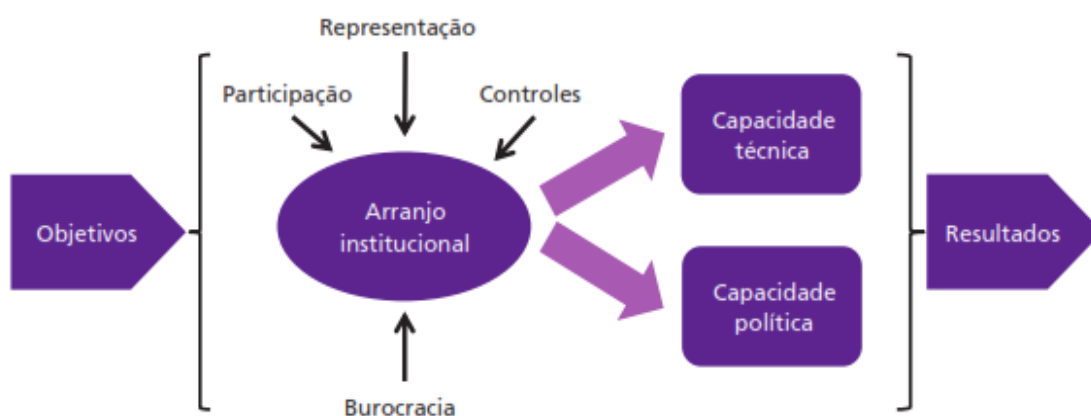 Representação
Participação
Controles
Capacidade
técnica
Objetivos
Arranjo
institucional
Resultados
Capacidade
política
Burocracia